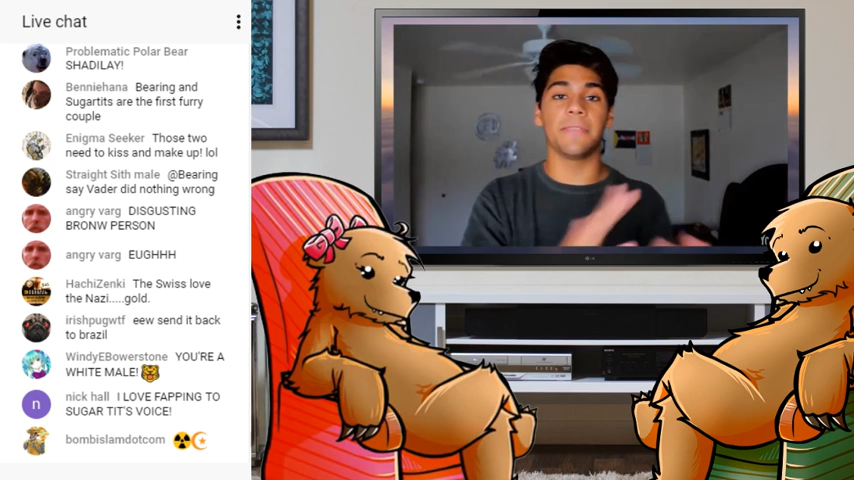 Live chat
Problematic Polar Bear
SHADILAY!
Benniehana Bearing and
Sugartits are the first furry
couple
Enigma Seeker Those two
need to kiss and make up! lol
Straight Sith male @Bearing
say Vader did nothing wrong
angry varg DISGUSTING
BRONW PERSON
angry varg EUGHHH
HachiZenki The Swiss love
the Nazi.....gold.
irishpugwtf eew send it back
to brazil
WindyEBowerstone YOU'RE A
WHITE MALE!
n
nick hall I LOVE FAPPING TO
SUGAR TIT'S VOICE!
bombislamdotcom